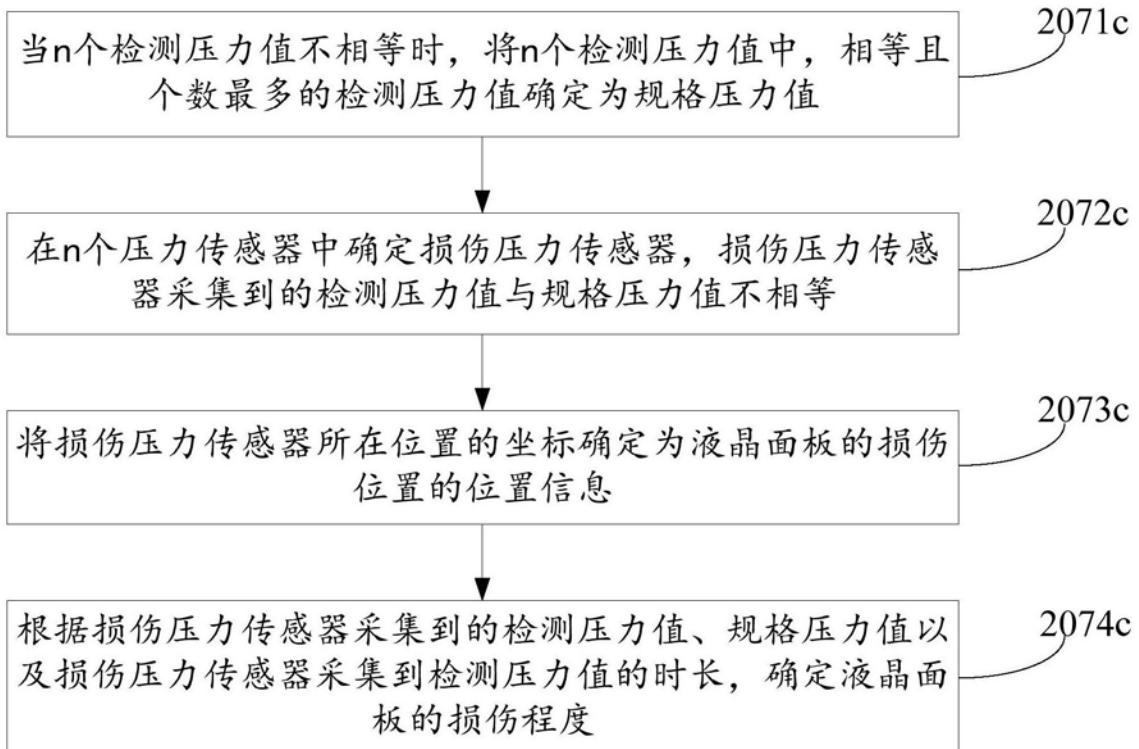 2071c
当n个检测压力值不相等时，将n个检测压力值中，相等且
个数最多的检测压力值确定为规格压力值
2072c
在n个压力传感器中确定损伤压力传感器，损伤压力传感
器采集到的检测压力值与规格压力值不相等
2073c
将损伤压力传感器所在位置的坐标确定为液晶面板的损伤
位置的位置信息
2074c
根据损伤压力传感器采集到的检测压力值、规格压力值以
及损伤压力传感器采集到检测压力值的时长，确定液晶面
板的损伤程度